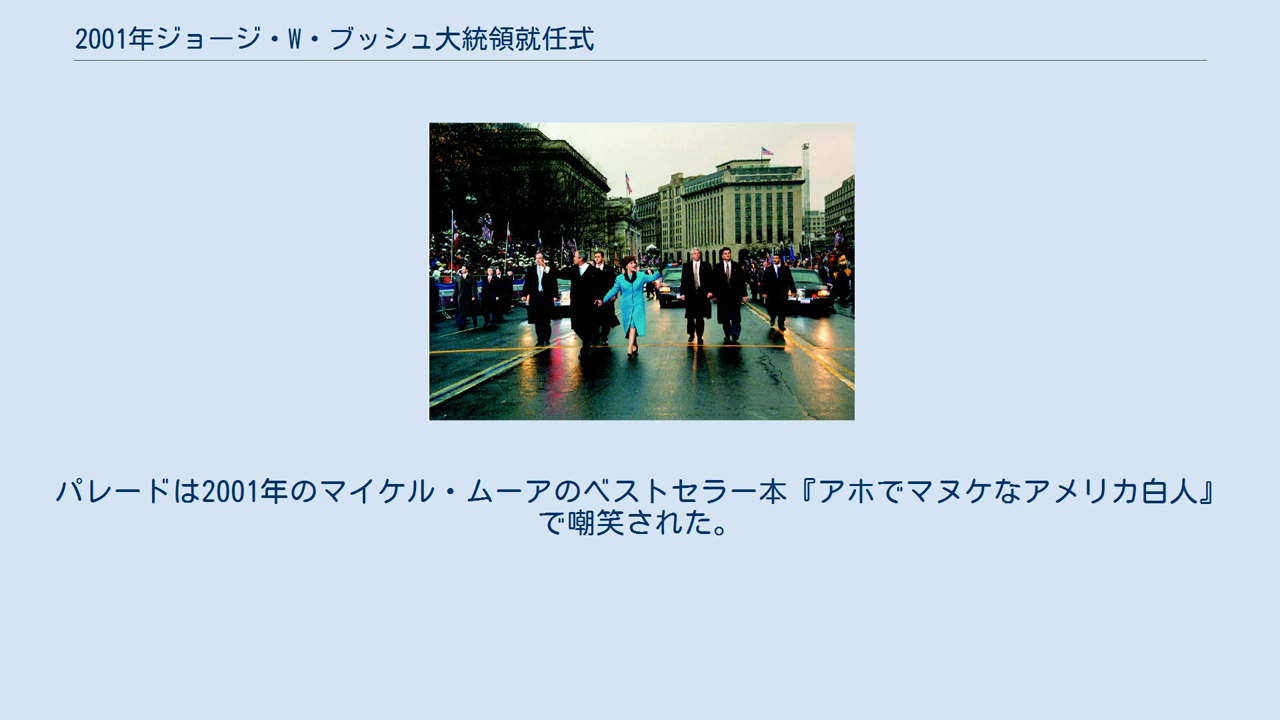 2001年ジョージ・W・ブッシュ大統領就任式
パレードは2001年のマイケル・ムーアのベストセラー本『アホでマヌケなアメリカ白人』
で嘲笑された。